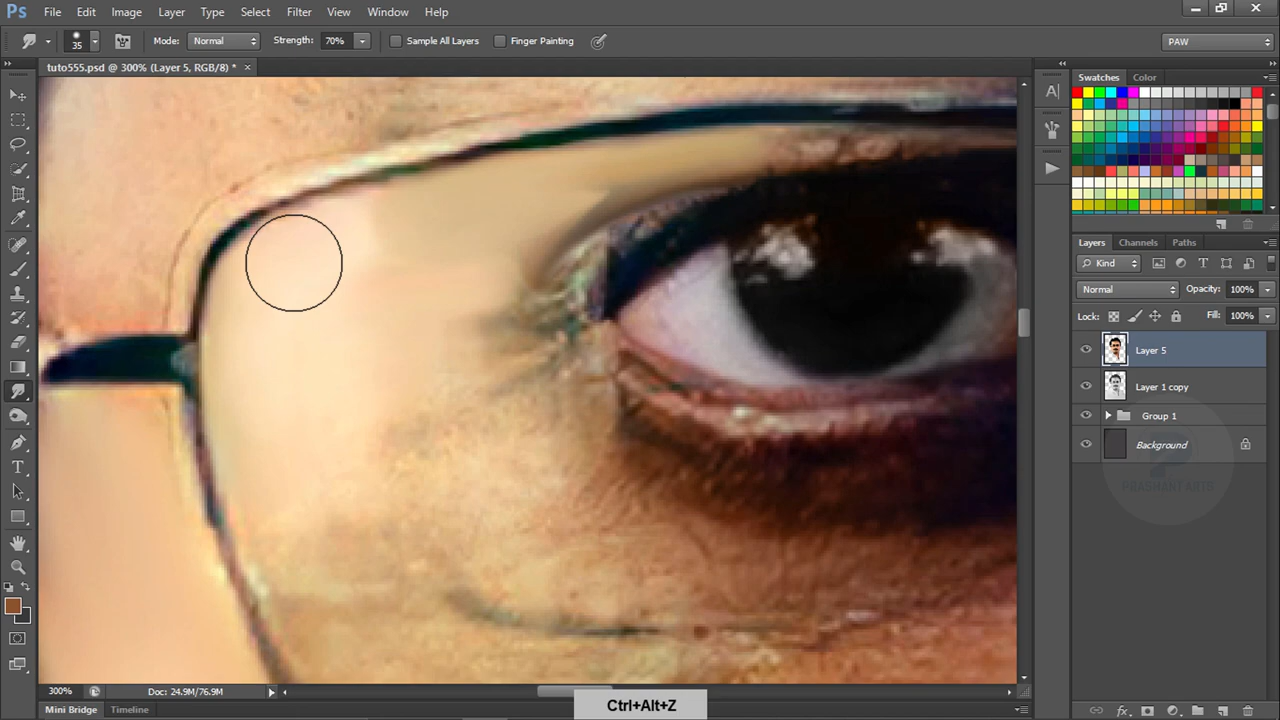 Ps File Edit Image Layer Type Select Filter View Window Help
35 Mode: Normal Strength: 70% Sample All Layers Finger Painting PAW
tuto555.psd @ 300% (Layer 5, RGB/8) * ×
Swatches Color
Layers Channels Paths
Kind
Normal Opacity: 100%
Lock: Fill: 100%
Layer 5
Layer 1 copy
Group 1
Background
PRASHANT ARTS
300% Doc: 24.9M/76.9M
Ctrl+Alt+Z
Mini Bridge Timeline